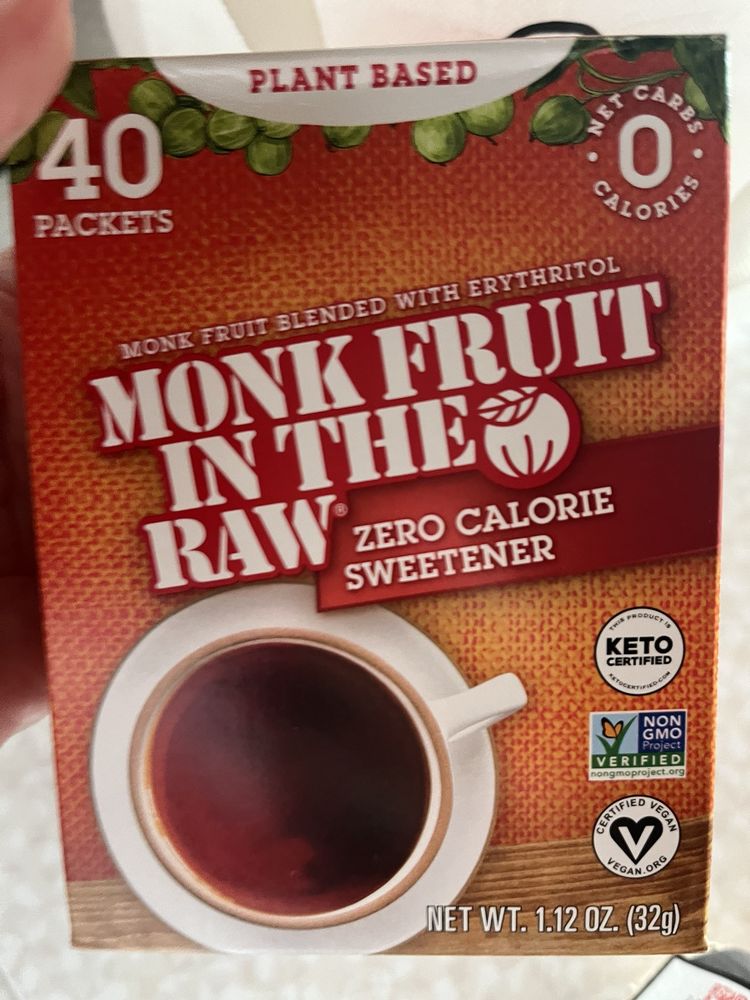 PLANT BASED
40
PACKETS
NET CARBS
0
CALORIES
MONK FRUIT BLENDED WITH ERYTHRITOL
MONK FRUIT
IN THE
RAW®
ZERO CALORIE
SWEETENER
THIS PRODUCT IS
KETO
CERTIFIED
KETOCERTIFIED.COM
NON
GMO
Project
VERIFIED
nongmoproject.org
CERTIFIED VEGAN
V
VEGAN.ORG
NET WT. 1.12 OZ. (32g)